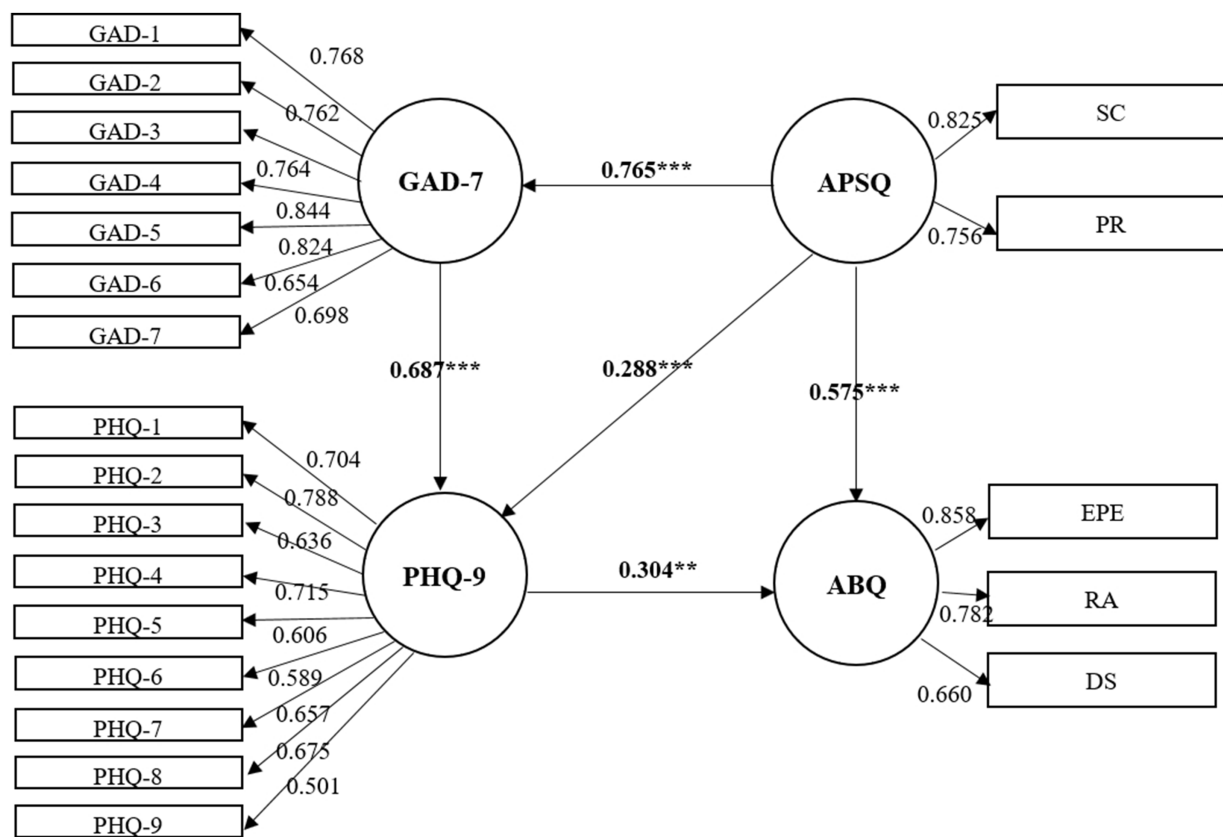 GAD-1
0.768
GAD-2
0.762
GAD-3
0.764
GAD-4
0.844
GAD-5
0.824
GAD-6
0.654
GAD-7
0.698
GAD-7
0.765***
APSQ
0.825
SC
0.756
PR
0.687***
0.288***
0.575***
PHQ-1
0.704
PHQ-2
0.788
PHQ-3
0.636
PHQ-4
0.715
PHQ-5
0.606
PHQ-6
0.589
PHQ-7
0.657
PHQ-8
0.675
PHQ-9
0.501
PHQ-9
0.304**
ABQ
0.858
EPE
0.782
RA
0.660
DS